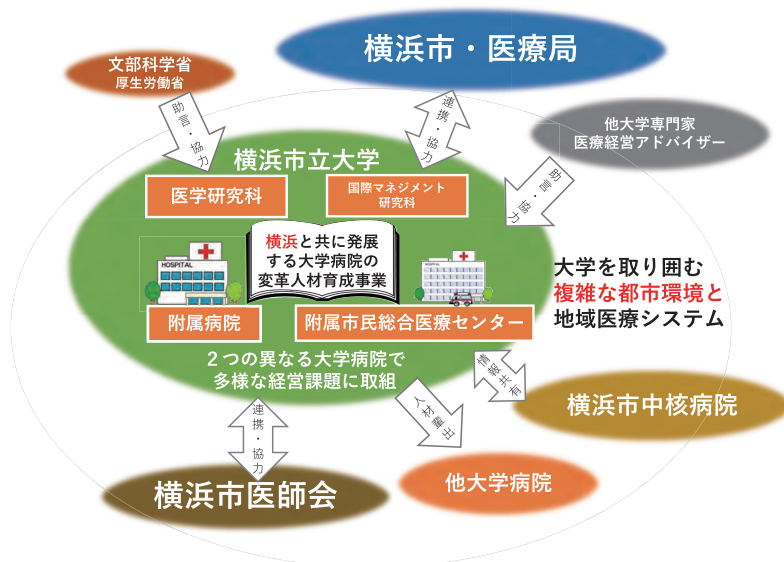 横浜市・医療局
文部科学省
厚生労働省
助言・協力
連携・協力
他大学専門家
医療経営アドバイザー
助言・協力
横浜市立大学
医学研究科
国際マネジメント
研究科
横浜と共に発展
する大学病院の
変革人材育成事業
HOSPITAL
HOSPITAL
附属病院
附属市民総合医療センター
２つの異なる大学病院で
多様な経営課題に取組
大学を取り囲む
複雑な都市環境と
地域医療システム
情報共有
人材輩出
連携・協力
横浜市中核病院
他大学病院
横浜市医師会